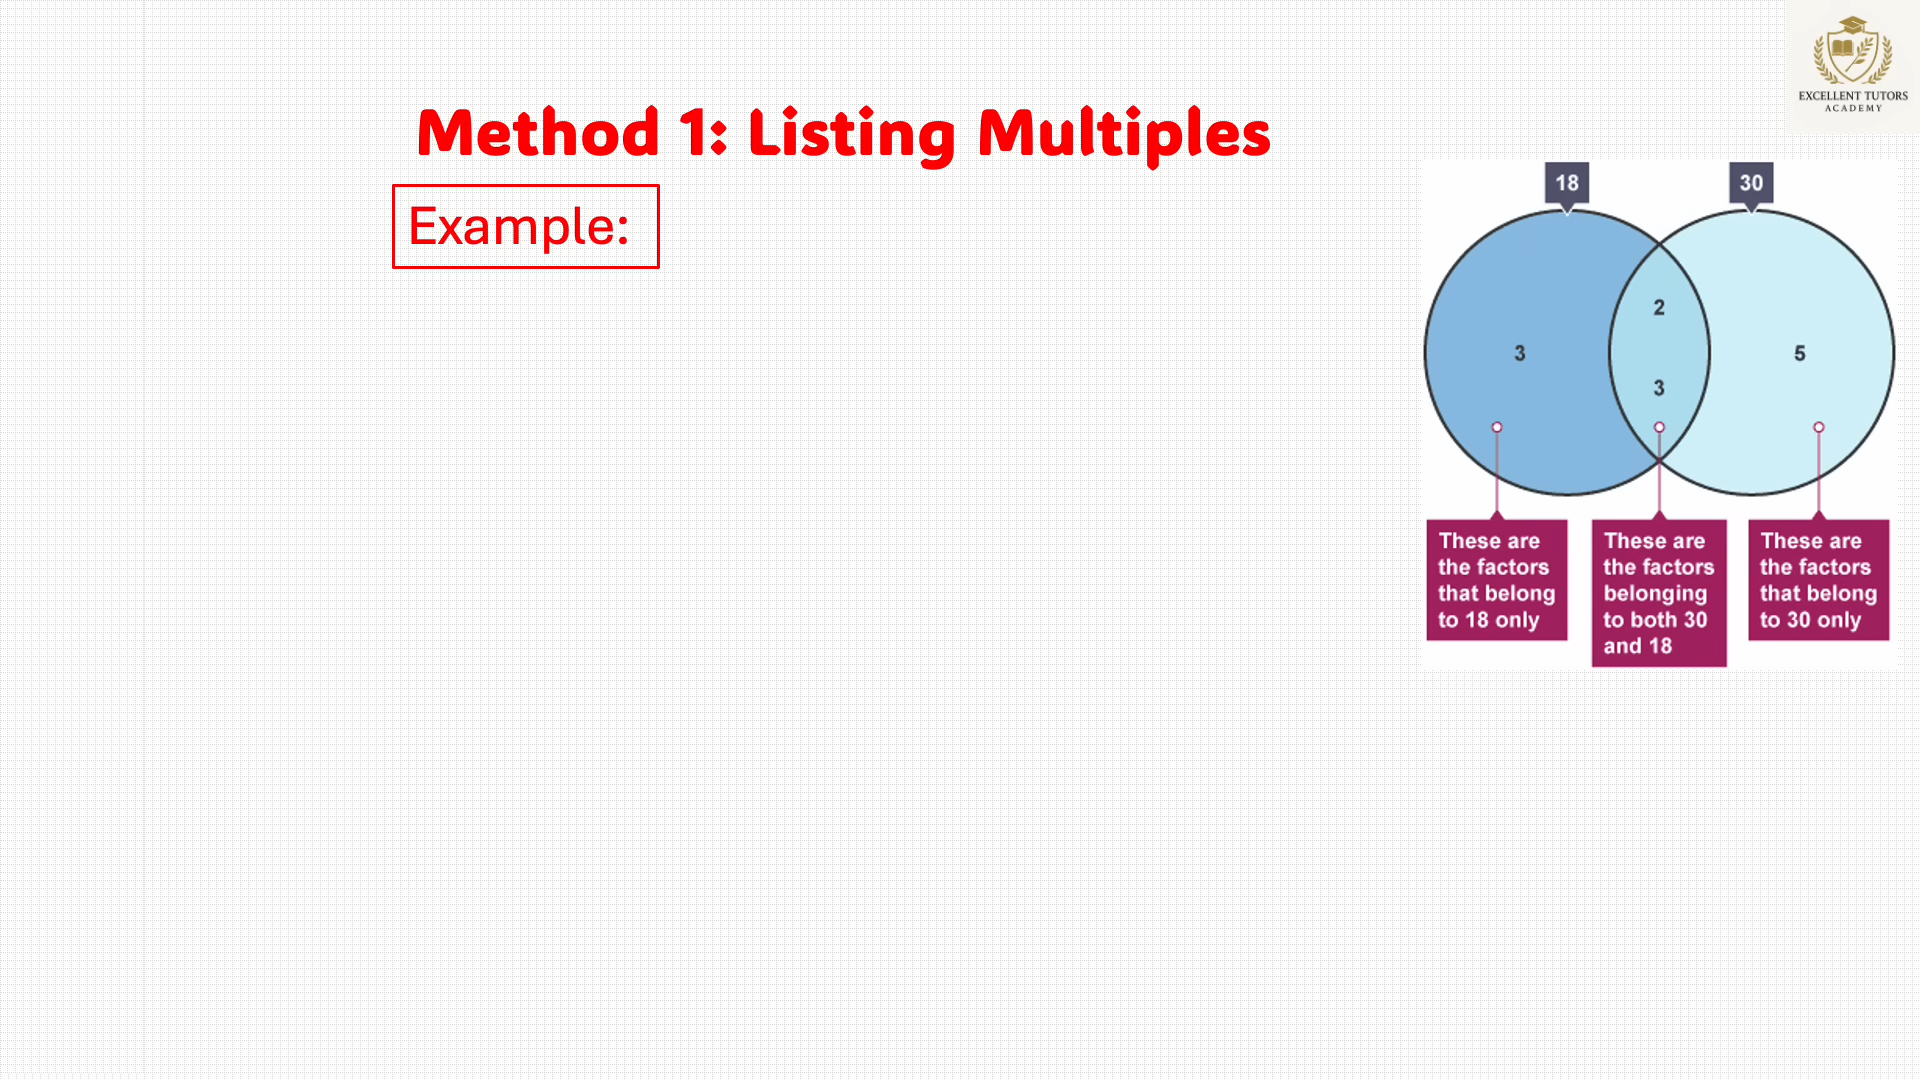 EXCELLENT TUTORS
ACADEMY
Method 1: Listing Multiples
Example:
18
30
2
3
5
3
These are
the factors
that belong
to 18 only
These are
the factors
belonging
to both 30
and 18
These are
the factors
that belong
to 30 only